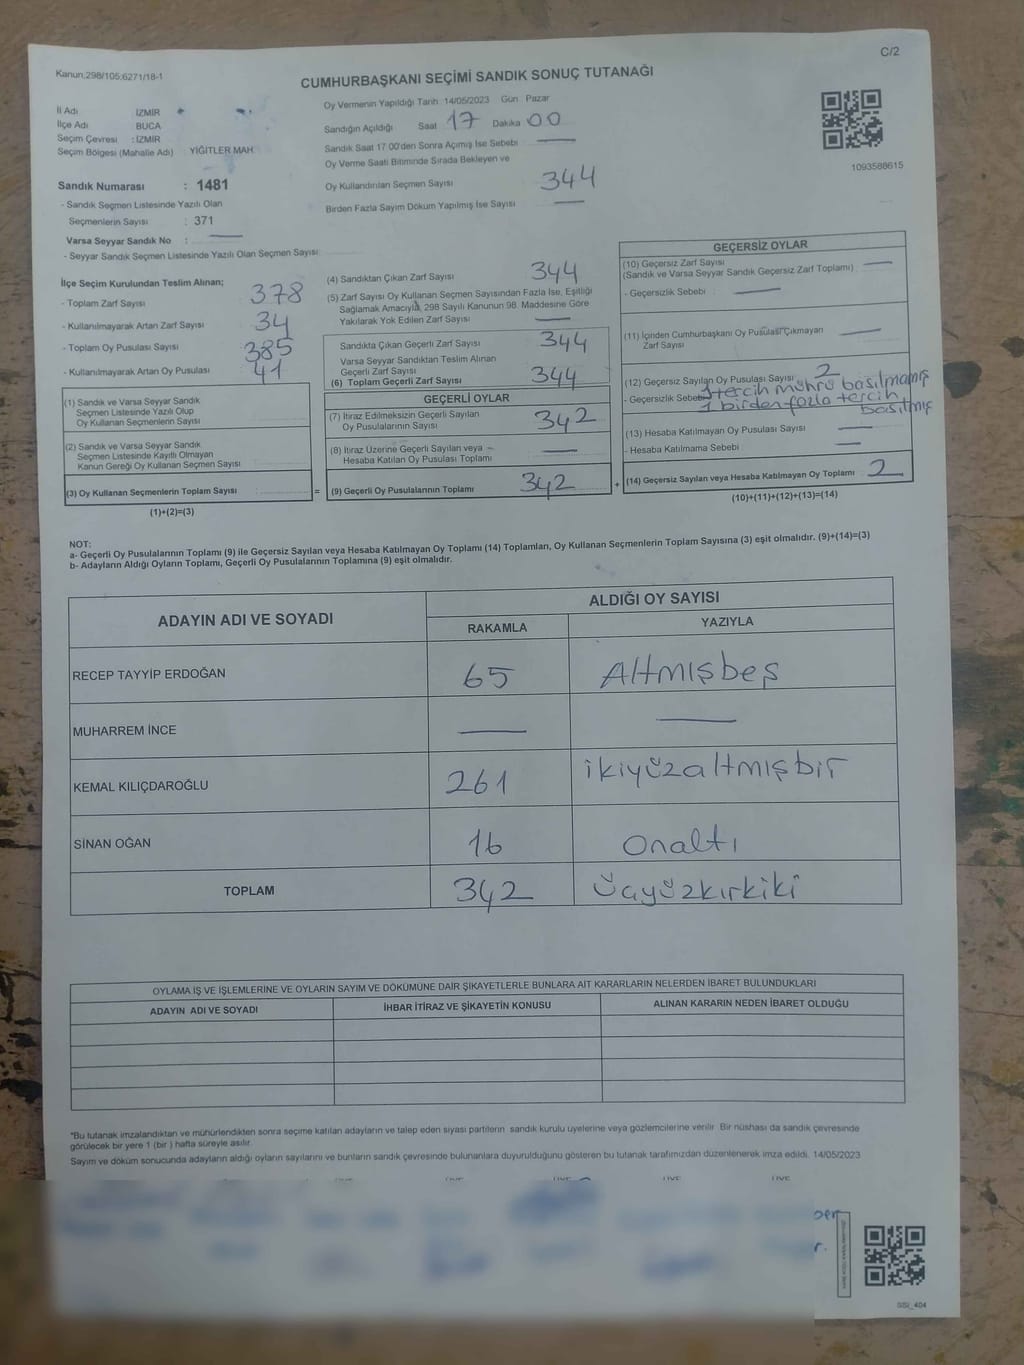 C/2
Kanun,298/105;6271/18-1
CUMHURBAŞKANI SEÇİMİ SANDIK SONUÇ TUTANAĞI
İl Adı : İZMİR
İlçe Adı : BUCA
Seçim Çevresi : İZMİR
Seçim Bölgesi (Mahalle Adı) : YİĞİTLER MAH.
Oy Vermenin Yapıldığı Tarih : 14/05/2023 Gün : Pazar
Sandığın Açıldığı Saat 17 Dakika 00
Sandık Saat 17:00'den Sonra Açmış İse Sebebi
Oy Verme Saati Bitiminde Sırada Bekleyen ve
Oy Kullandırılan Seçmen Sayısı 344
Birden Fazla Sayım Döküm Yapılmış İse Sayısı —
1093588615
Sandık Numarası : 1481
- Sandık Seçmen Listesinde Yazılı Olan
Seçmenlerin Sayısı : 371
Varsa Seyyar Sandık No : —
- Seyyar Sandık Seçmen Listesinde Yazılı Olan Seçmen Sayısı:
İlçe Seçim Kurulundan Teslim Alınan;
- Toplam Zarf Sayısı 378
- Kullanılmayarak Artan Zarf Sayısı 34
- Toplam Oy Pusulası Sayısı 385
- Kullanılmayarak Artan Oy Pusulası 41
(1) Sandık ve Varsa Seyyar Sandık
Seçmen Listesinde Yazılı Olup
Oy Kullanan Seçmenlerin Sayısı
(2) Sandık ve Varsa Seyyar Sandık
Seçmen Listesinde Kayıtlı Olmayan
Kanun Gereği Oy Kullanan Seçmen Sayısı
(3) Oy Kullanan Seçmenlerin Toplam Sayısı =
(1)+(2)=(3)
(4) Sandıktan Çıkan Zarf Sayısı 344
(5) Zarf Sayısı Oy Kullanan Seçmen Sayısından Fazla İse, Eşitliği
Sağlamak Amacıyla, 298 Sayılı Kanunun 98. Maddesine Göre
Yakılarak Yok Edilen Zarf Sayısı —
Sandıkta Çıkan Geçerli Zarf Sayısı 344
Varsa Seyyar Sandıktan Teslim Alınan
Geçerli Zarf Sayısı
(6) Toplam Geçerli Zarf Sayısı 344
GEÇERLİ OYLAR
(7) İtiraz Edilmeksizin Geçerli Sayılan
Oy Pusulalarının Sayısı 342
(8) İtiraz Üzerine Geçerli Sayılan veya
Hesaba Katılan Oy Pusulası Toplamı —
(9) Geçerli Oy Pusulalarının Toplamı 342 +
GEÇERSİZ OYLAR
(10) Geçersiz Zarf Sayısı —
(Sandık ve Varsa Seyyar Sandık Geçersiz Zarf Toplamı)
- Geçersizlik Sebebi : —
(11) İçinden Cumhurbaşkanı Oy Pusulası Çıkmayan —
Zarf Sayısı
(12) Geçersiz Sayılan Oy Pusulası Sayısı 2
- Geçersizlik Sebebi 1 tercih mührü basılmamış
1 birden fazla tercih
basılmış
(13) Hesaba Katılmayan Oy Pusulası Sayısı —
- Hesaba Katılmama Sebebi —
(14) Geçersiz Sayılan veya Hesaba Katılmayan Oy Toplamı 2
(10)+(11)+(12)+(13)=(14)
NOT:
a- Geçerli Oy Pusulalarının Toplamı (9) ile Geçersiz Sayılan veya Hesaba Katılmayan Oy Toplamı (14) Toplamları, Oy Kullanan Seçmenlerin Toplam Sayısına (3) eşit olmalıdır. (9)+(14)=(3)
b- Adayların Aldığı Oyların Toplamı, Geçerli Oy Pusulalarının Toplamına (9) eşit olmalıdır.
ADAYIN ADI VE SOYADI
ALDIĞI OY SAYISI
RAKAMLA YAZIYLA
RECEP TAYYİP ERDOĞAN 65 Altmışbeş
MUHARREM İNCE — —
KEMAL KILIÇDAROĞLU 261 ikiyüzaltmışbir
SİNAN OĞAN 16 onaltı
TOPLAM 342 üçyüzkırkiki
OYLAMA İŞ VE İŞLEMLERİNE VE OYLARIN SAYIM VE DÖKÜMÜNE DAİR ŞİKAYETLERLE BUNLARA AİT KARARLARIN NELERDEN İBARET BULUNDUKLARI
ADAYIN ADI VE SOYADI İHBAR İTİRAZ VE ŞİKAYETİN KONUSU ALINAN KARARIN NEDEN İBARET OLDUĞU
*Bu tutanak imzalandıktan ve mühürlendikten sonra seçime katılan adayların ve talep eden siyasi partilerin sandık kurulu üyelerine veya gözlemcilerine verilir. Bir nüshası da sandık çevresinde
görülecek bir yere 1 (bir ) hafta süreyle asılır.
Sayım ve döküm sonucunda adayların aldığı oyların sayılarını ve bunların sandık çevresinde bulunanlara duyurulduğunu gösteren bu tutanak tarafımızdan düzenlenerek imza edildi. 14/05/2023
SSİ_404